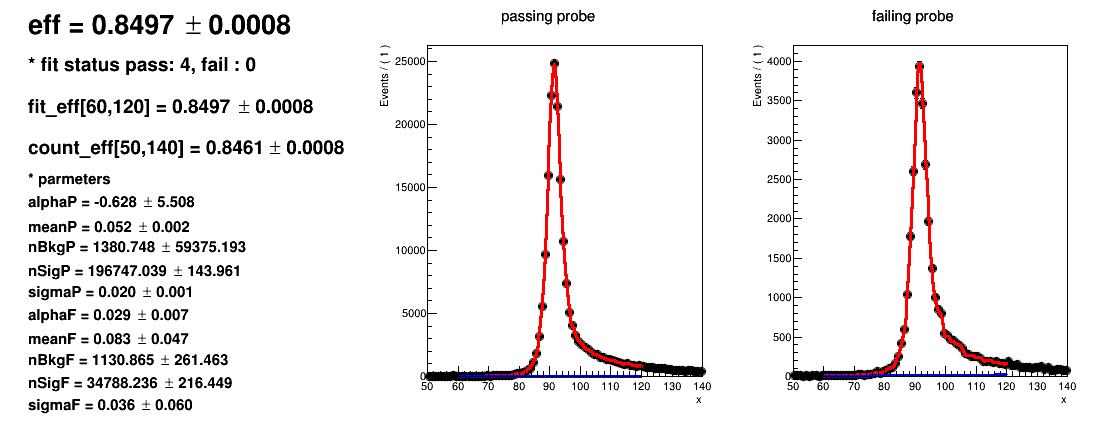 eff = 0.8497 ± 0.0008
* fit status pass: 4, fail : 0
fit_eff[60,120] = 0.8497 ± 0.0008
count_eff[50,140] = 0.8461 ± 0.0008
* parmeters
alphaP = -0.628 ± 5.508
meanP = 0.052 ± 0.002
nBkgP = 1380.748 ± 59375.193
nSigP = 196747.039 ± 143.961
sigmaP = 0.020 ± 0.001
alphaF = 0.029 ± 0.007
meanF = 0.083 ± 0.047
nBkgF = 1130.865 ± 261.463
nSigF = 34788.236 ± 216.449
sigmaF = 0.036 ± 0.060
passing probe
Events / ( 1 )
25000
20000
15000
10000
5000
0
50 60 70 80 90 100 110 120 130 140
x
failing probe
Events / ( 1 )
4000
3500
3000
2500
2000
1500
1000
500
0
50 60 70 80 90 100 110 120 130 140
x